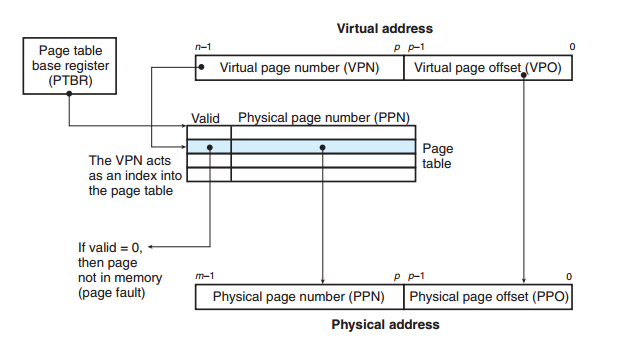 Virtual address
Page table
base register
(PTBR)
n–1
p p–1
0
Virtual page number (VPN)
Virtual page offset (VPO)
Valid
Physical page number (PPN)
Page
table
The VPN acts
as an index into
the page table
If valid = 0,
then page
not in memory
(page fault)
m–1
p p–1
0
Physical page number (PPN)
Physical page offset (PPO)
Physical address